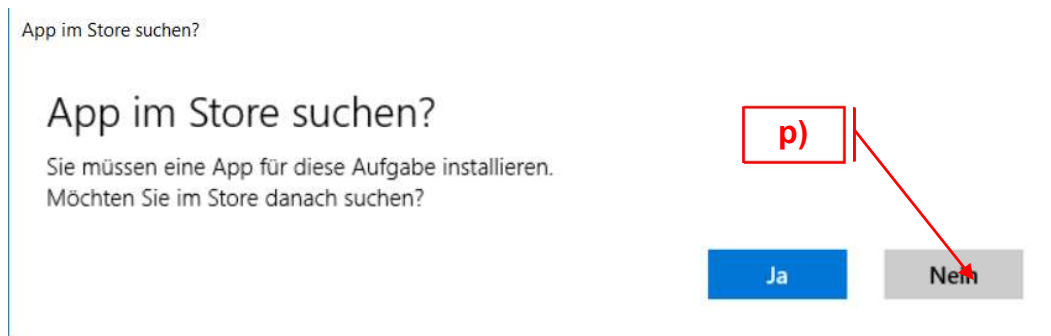 App im Store suchen?
App im Store suchen?
Sie müssen eine App für diese Aufgabe installieren.
Möchten Sie im Store danach suchen?
p)
Ja
Nein